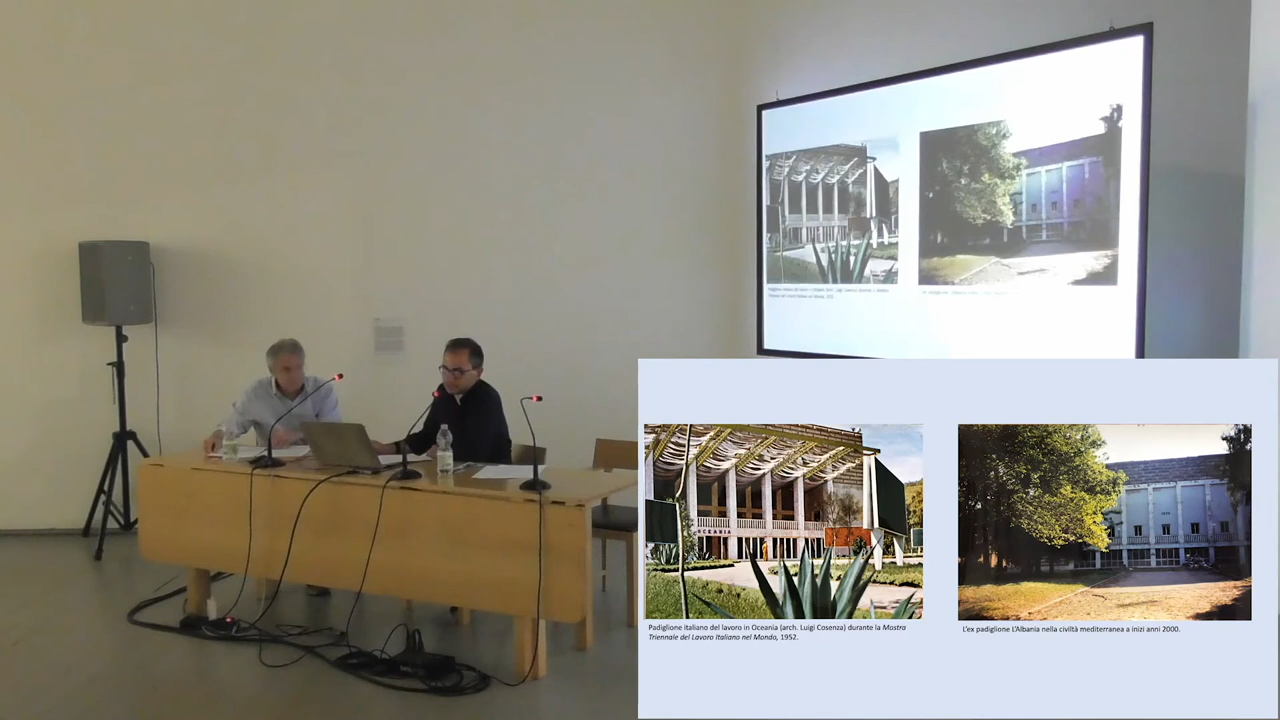 OCEANIA
Padiglione italiano del lavoro in Oceania (arch. Luigi Cosenza) durante la Mostra
Triennale del Lavoro Italiano nel Mondo, 1952.
L'ex padiglione L'Albania nella civiltà mediterranea a inizi anni 2000.